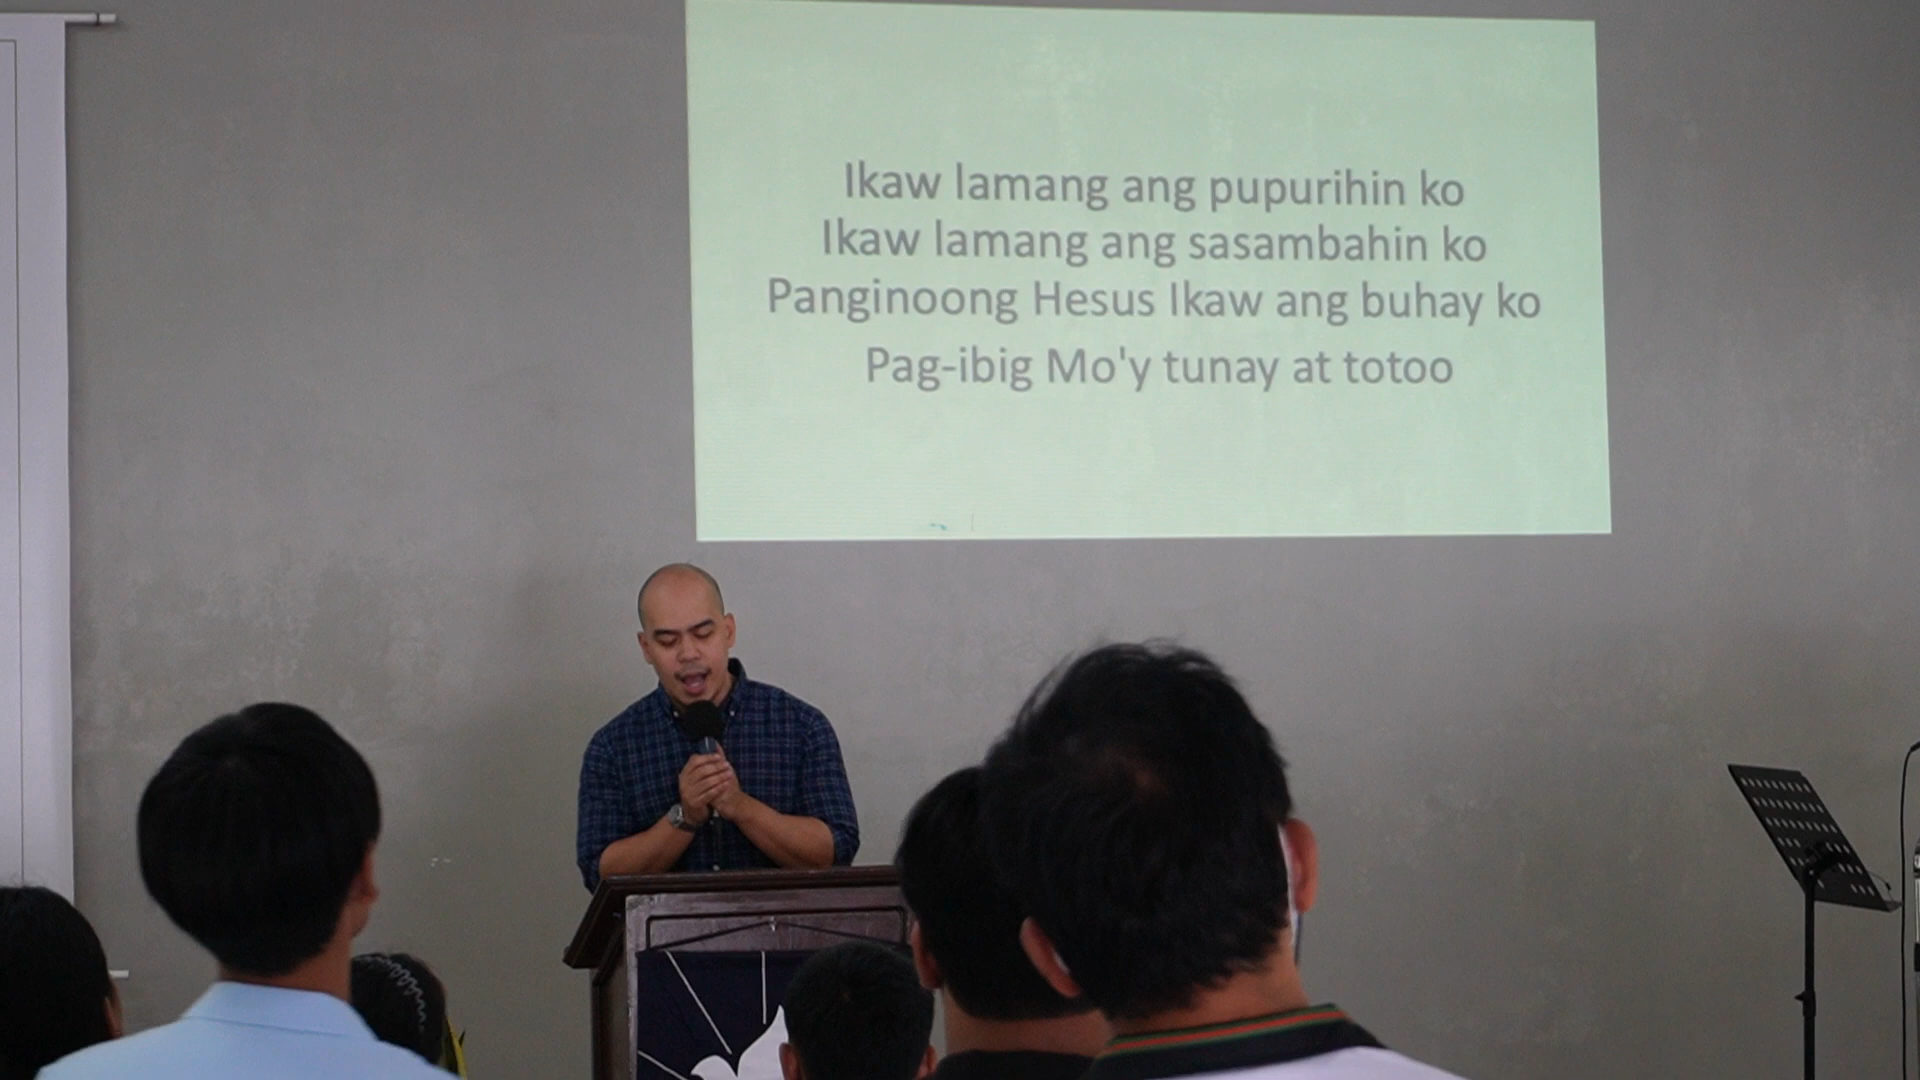 Ikaw lamang ang pupurihin ko
Ikaw lamang ang sasambahin ko
Panginoong Hesus Ikaw ang buhay ko
Pag-ibig Mo'y tunay at totoo